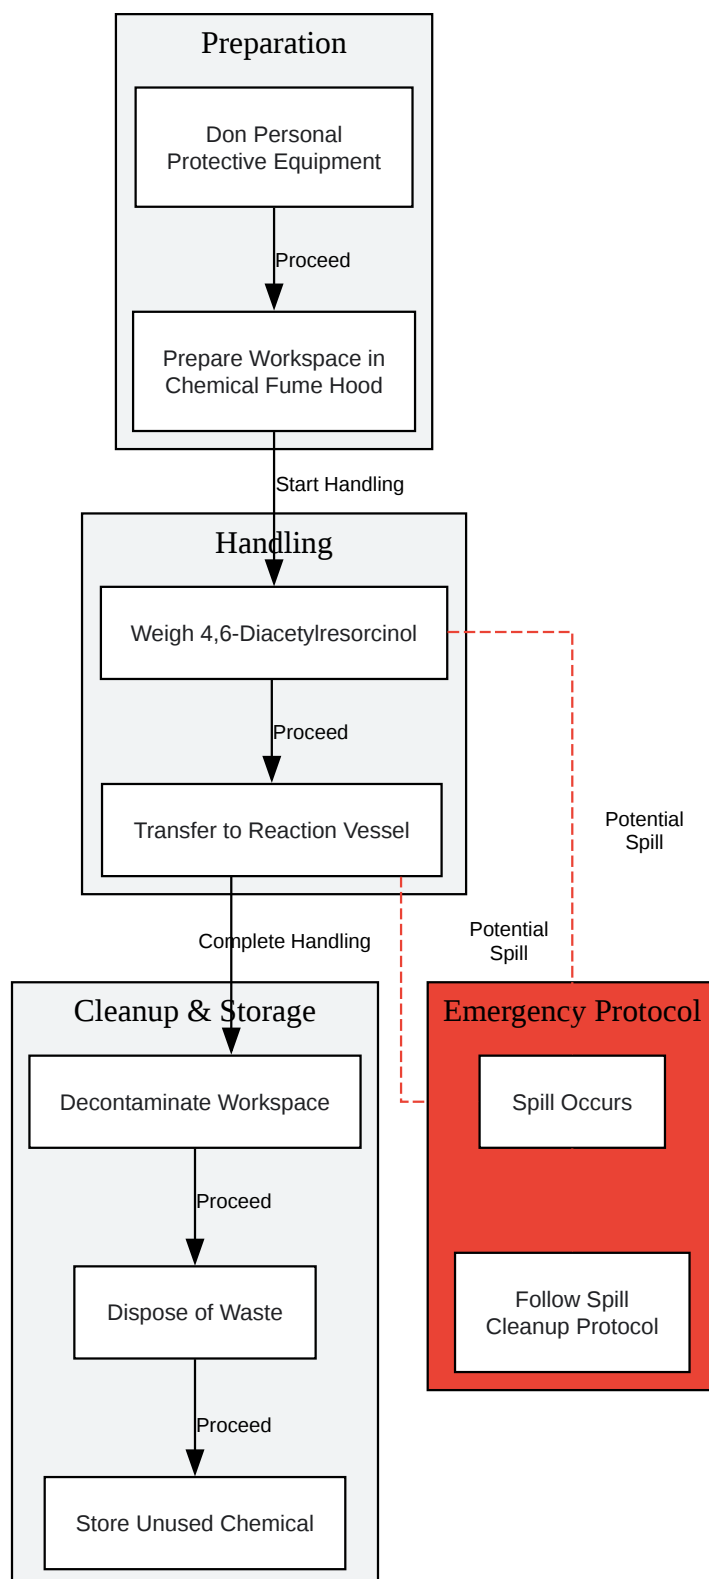 Preparation
Don Personal
Protective Equipment
Proceed
Prepare Workspace in
Chemical Fume Hood
Start Handling
Handling
Weigh 4,6-Diacetylresorcinol
Proceed
Transfer to Reaction Vessel
Potential
Spill
Complete Handling
Potential
Spill
Cleanup & Storage
Decontaminate Workspace
Proceed
Dispose of Waste
Proceed
Store Unused Chemical
Emergency Protocol
Spill Occurs
Follow Spill
Cleanup Protocol